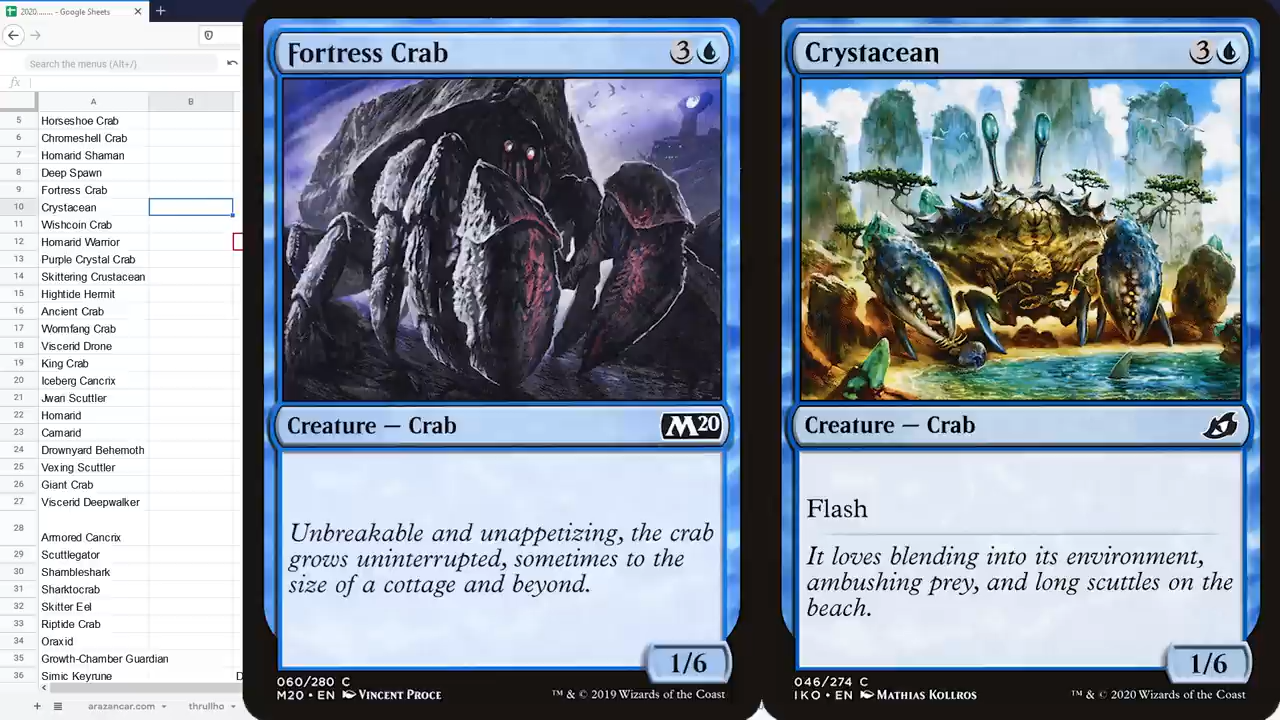 2020........ - Google Sheets
Search the menus (Alt+/)
fx
A B
5 Horseshoe Crab
6 Chromeshell Crab
7 Homarid Shaman
8 Deep Spawn
9 Fortress Crab
10 Crystacean
11 Wishcoin Crab
12 Homarid Warrior
13 Purple Crystal Crab
14 Skittering Crustacean
15 Hightide Hermit
16 Ancient Crab
17 Wormfang Crab
18 Viscerid Drone
19 King Crab
20 Iceberg Cancrix
21 Jwari Scuttler
22 Homarid
23 Camarid
24 Drownyard Behemoth
25 Vexing Scuttler
26 Giant Crab
27 Viscerid Deepwalker
28 Armored Cancrix
29 Scuttlegator
30 Shambleshark
31 Sharktocrab
32 Skitter Eel
33 Riptide Crab
34 Oraxid
35 Growth-Chamber Guardian
36 Simic Keyrune D
arazancar.com thrullho
Fortress Crab 3
Creature — Crab M20
Unbreakable and unappetizing, the crab
grows uninterrupted, sometimes to the
size of a cottage and beyond.
1/6
060/280 C
M20 • EN Vincent Proce ™ & © 2019 Wizards of the Coast
Crystacean 3
Creature — Crab
Flash
It loves blending into its environment,
ambushing prey, and long scuttles on the
beach.
1/6
046/274 C
IKO • EN Mathias Kollros ™ & © 2020 Wizards of the Coast